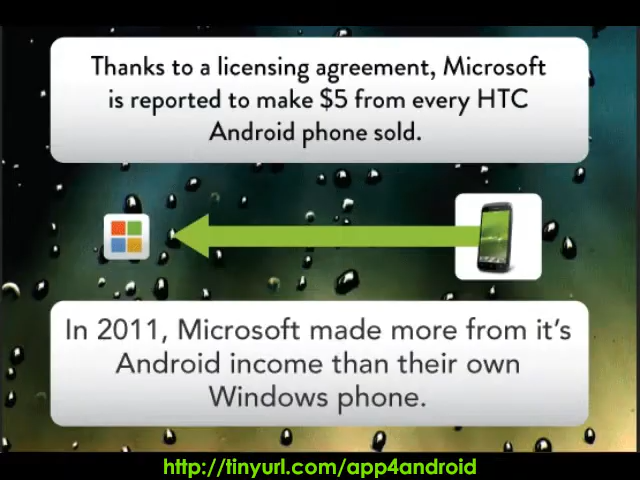 Thanks to a licensing agreement, Microsoft
is reported to make $5 from every HTC
Android phone sold.
In 2011, Microsoft made more from it's
Android income than their own
Windows phone.
http://tinyurl.com/app4android